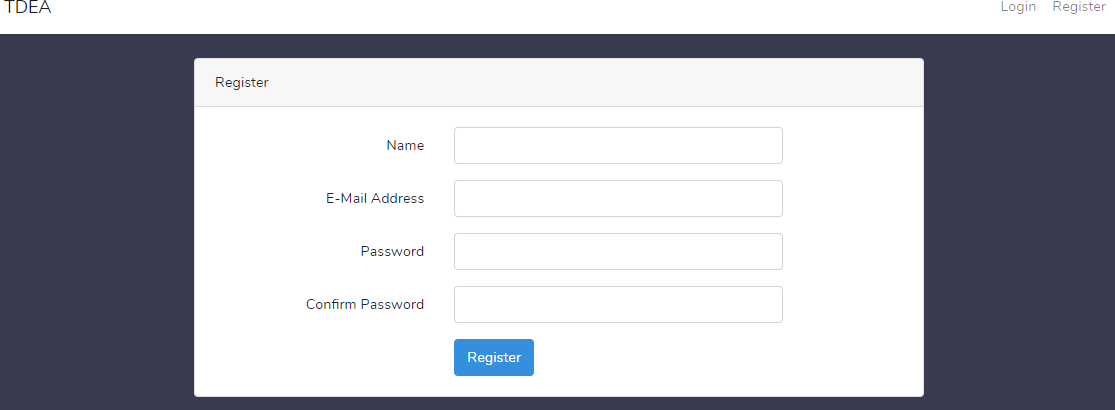 TDEA
Login Register
Register
Name
E-Mail Address
Password
Confirm Password
Register